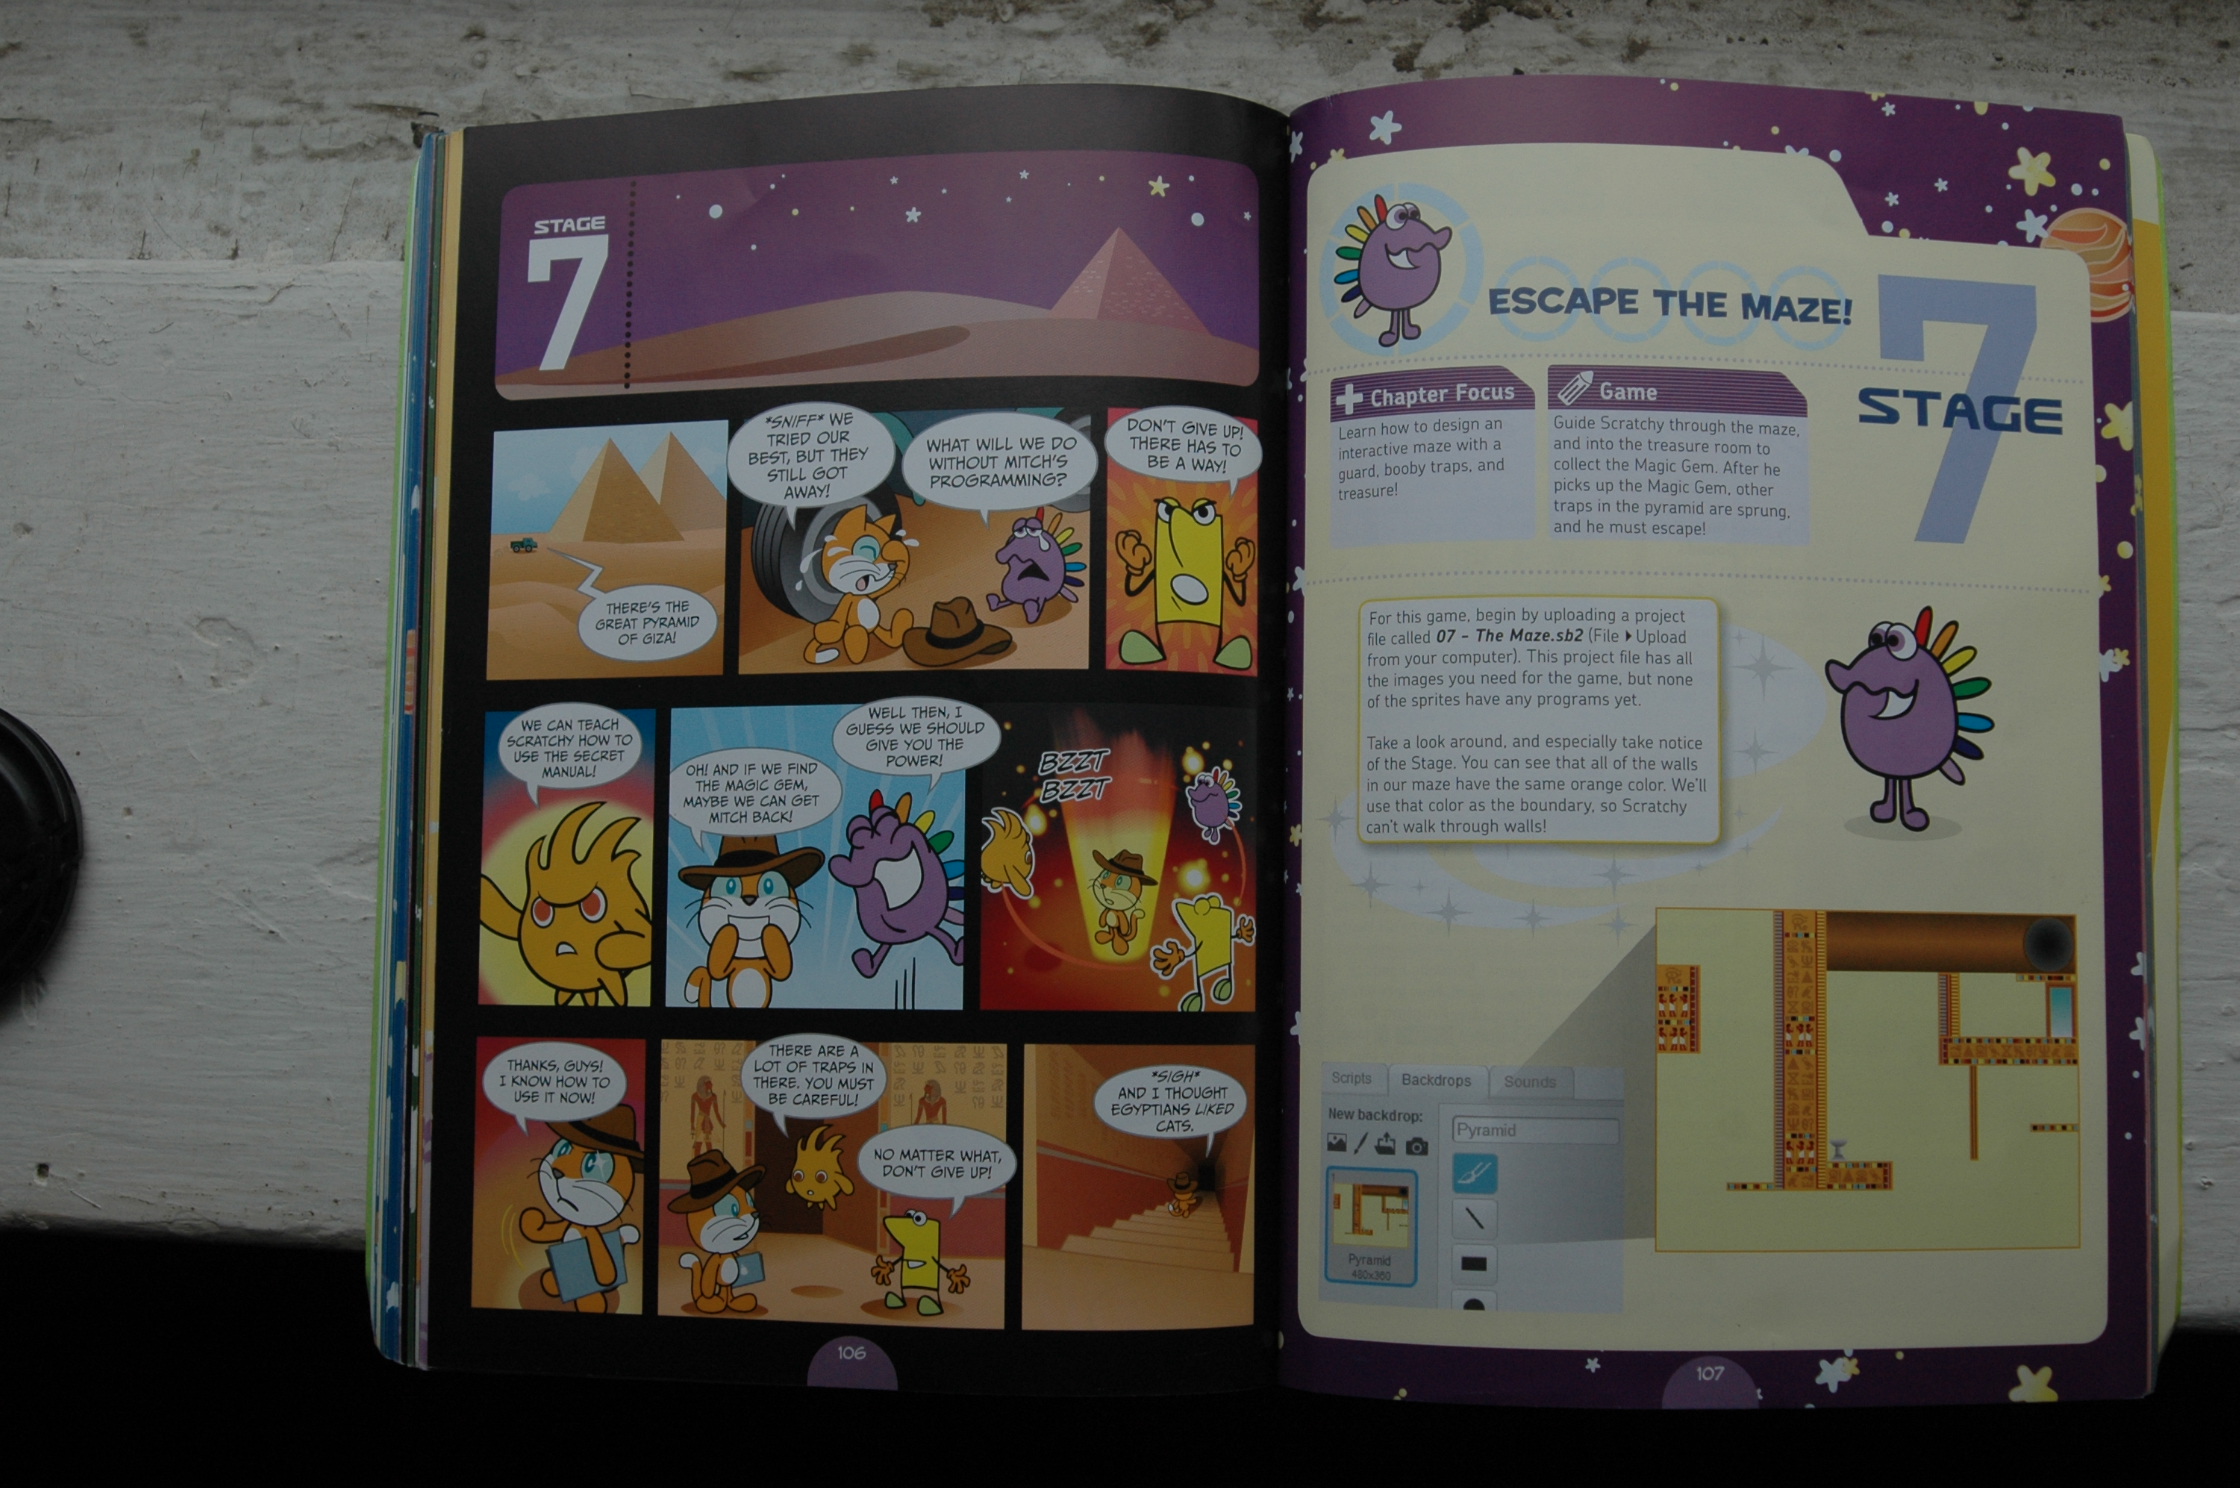 STAGE
7
THERE'S THE
GREAT PYRAMID
OF GIZA!
*SNIFF* WE
TRIED OUR
BEST, BUT THEY
STILL GOT
AWAY!
WHAT WILL WE DO
WITHOUT MITCH'S
PROGRAMMING?
DON'T GIVE UP!
THERE HAS TO
BE A WAY!
WE CAN TEACH
SCRATCHY HOW TO
USE THE SECRET
MANUAL!
OH! AND IF WE FIND
THE MAGIC GEM,
MAYBE WE CAN GET
MITCH BACK!
WELL THEN, I
GUESS WE SHOULD
GIVE YOU THE
POWER!
BZZT
BZZT
THANKS, GUYS!
I KNOW HOW TO
USE IT NOW!
THERE ARE A
LOT OF TRAPS IN
THERE. YOU MUST
BE CAREFUL!
NO MATTER WHAT,
DON'T GIVE UP!
*SIGH*
AND I THOUGHT
EGYPTIANS LIKED
CATS.
106
ESCAPE THE MAZE!
7
STAGE
Chapter Focus
Learn how to design an
interactive maze with a
guard, booby traps, and
treasure!
Game
Guide Scratchy through the maze,
and into the treasure room to
collect the Magic Gem. After he
picks up the Magic Gem, other
traps in the pyramid are sprung,
and he must escape!
For this game, begin by uploading a project
file called 07 - The Maze.sb2 (File ▸ Upload
from your computer). This project file has all
the images you need for the game, but none
of the sprites have any programs yet.
Take a look around, and especially take notice
of the Stage. You can see that all of the walls
in our maze have the same orange color. We'll
use that color as the boundary, so Scratchy
can't walk through walls!
Scripts
Backdrops
Sounds
New backdrop:
Pyramid
Pyramid
480x360
107